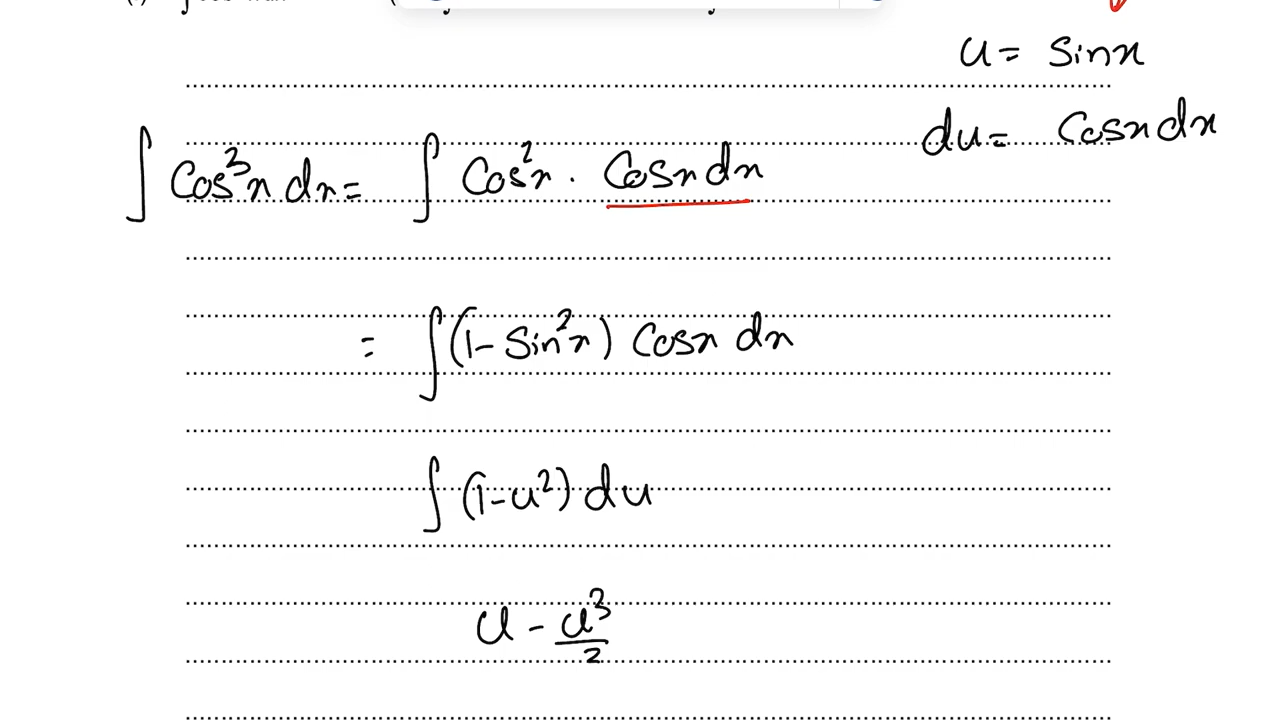 u = sinx
du = cosx dx
∫ cos³x dx = ∫ cos²x . cosx dx
= ∫ (1 - sin²x) cosx dx
∫ (1-u²) du
u - u³/2